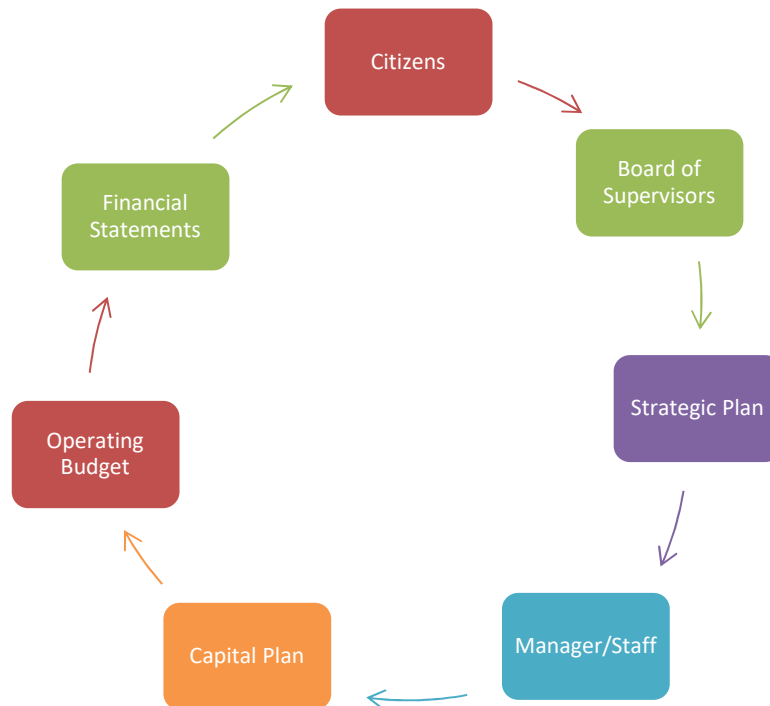 Citizens
Board of
Supervisors
Strategic Plan
Manager/Staff
Capital Plan
Operating
Budget
Financial
Statements